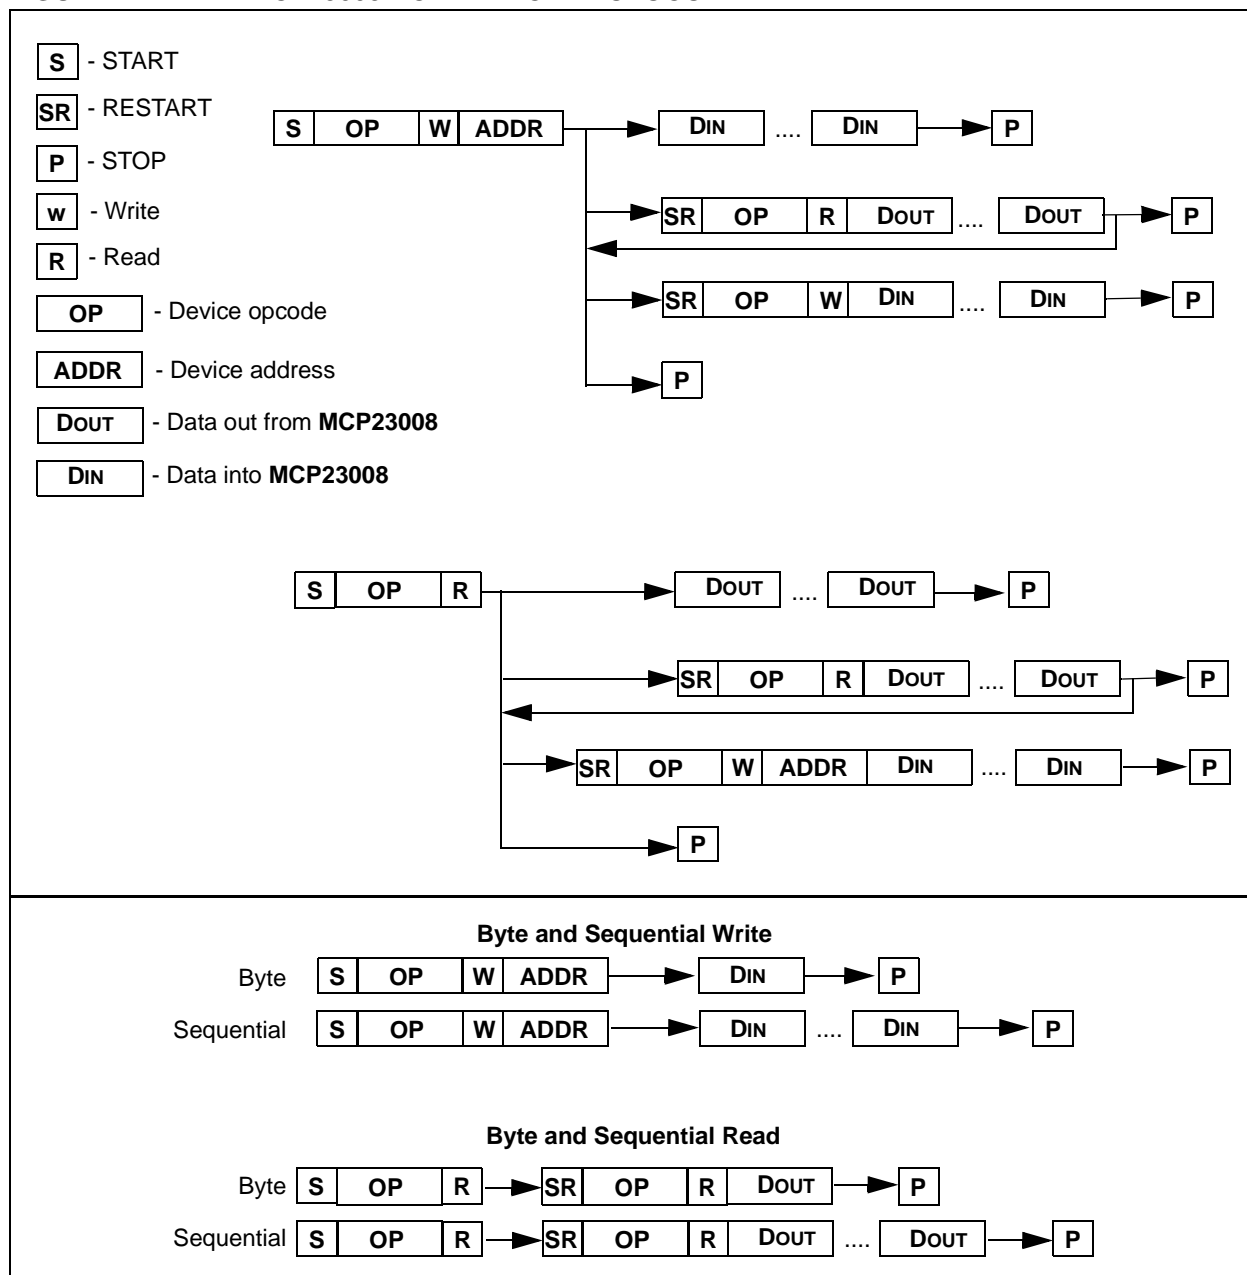 S - START
SR - RESTART
S OP W ADDR DIN .... DIN P
P - STOP
w - Write
SR OP R DOUT .... DOUT P
R - Read
OP - Device opcode
SR OP W DIN .... DIN P
ADDR - Device address
P
DOUT - Data out from MCP23008
DIN - Data into MCP23008
S OP R DOUT .... DOUT P
SR OP R DOUT .... DOUT P
SR OP W ADDR DIN .... DIN P
P
Byte and Sequential Write
Byte S OP W ADDR DIN P
Sequential S OP W ADDR DIN .... DIN P
Byte and Sequential Read
Byte S OP R SR OP R DOUT P
Sequential S OP R SR OP R DOUT .... DOUT P